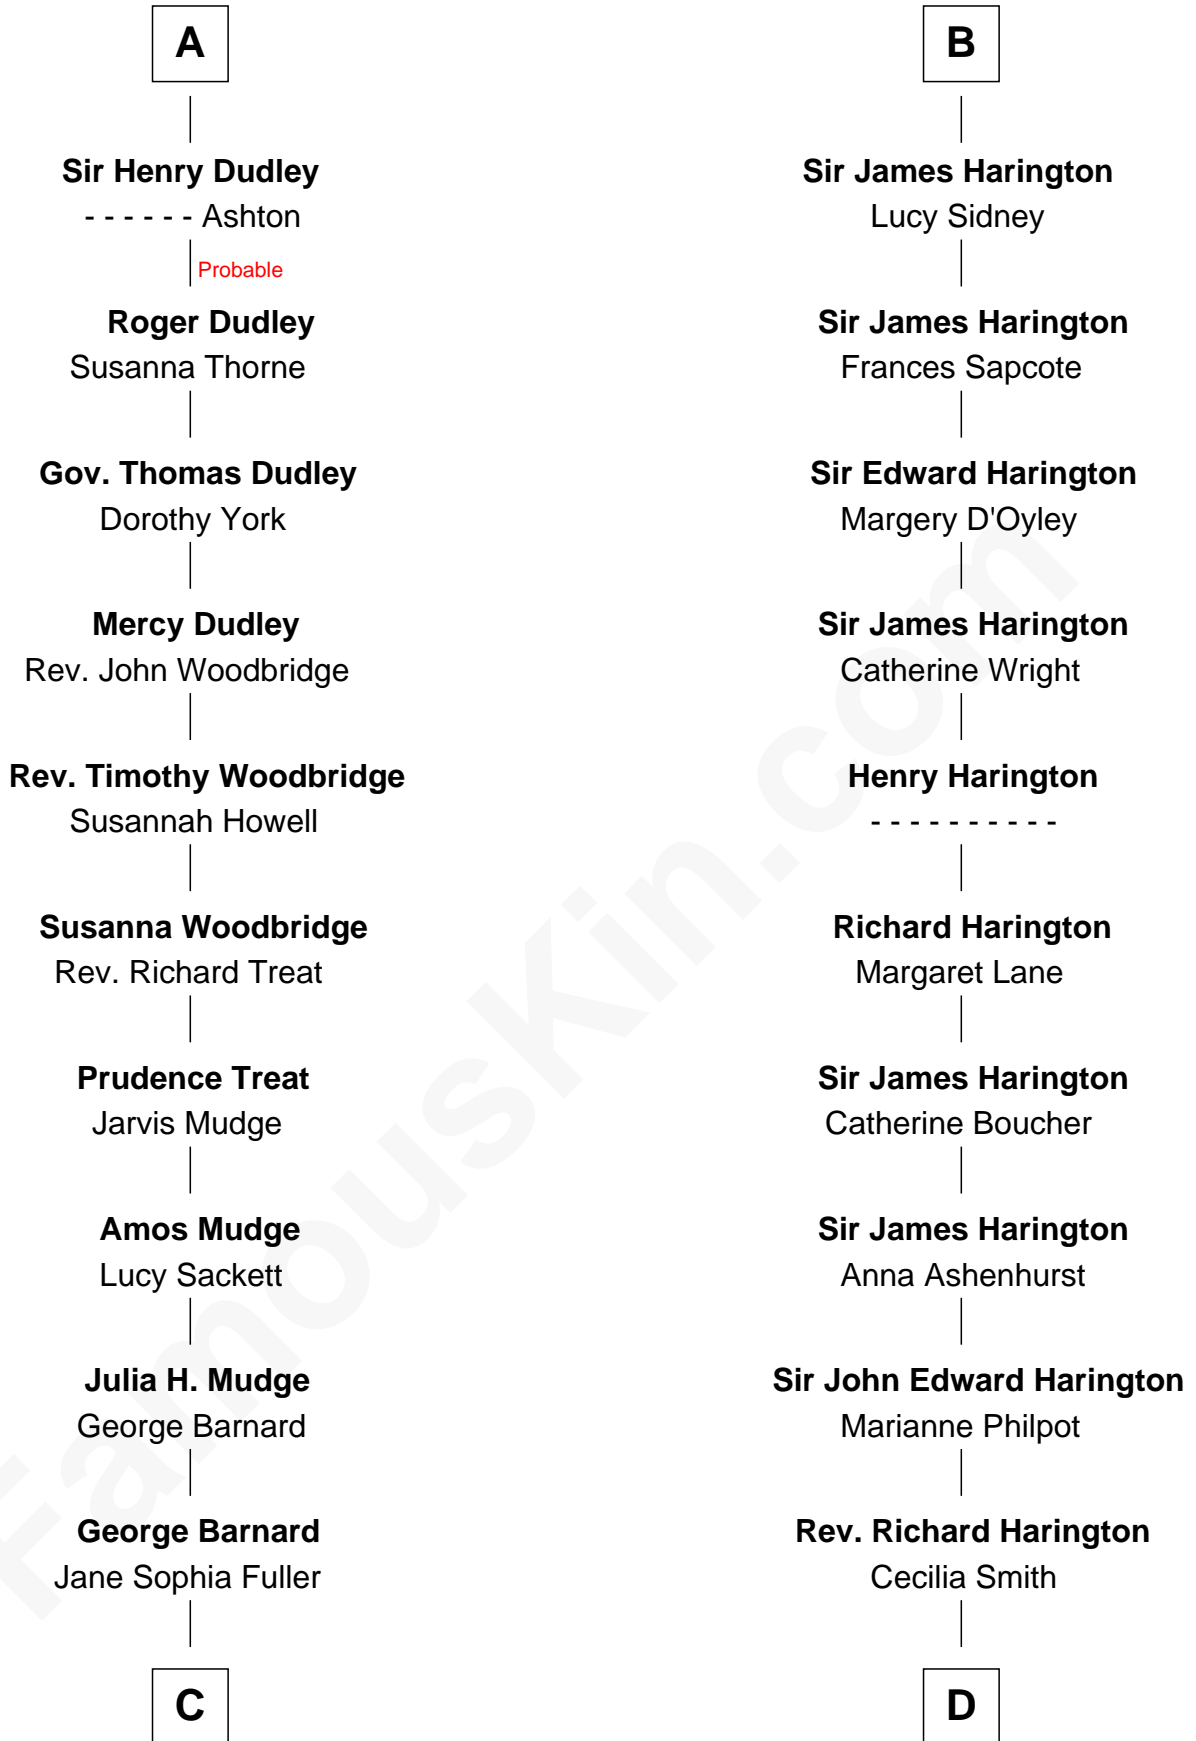 A
Sir Henry Dudley
- - - - - - Ashton
Probable
Roger Dudley
Susanna Thorne
Gov. Thomas Dudley
Dorothy York
Mercy Dudley
Rev. John Woodbridge
Rev. Timothy Woodbridge
Susannah Howell
Susanna Woodbridge
Rev. Richard Treat
Prudence Treat
Jarvis Mudge
Amos Mudge
Lucy Sackett
Julia H. Mudge
George Barnard
George Barnard
Jane Sophia Fuller
C
B
Sir James Harington
Lucy Sidney
Sir James Harington
Frances Sapcote
Sir Edward Harington
Margery D'Oyley
Sir James Harington
Catherine Wright
Henry Harington
- - - - - - - - - -
Richard Harington
Margaret Lane
Sir James Harington
Catherine Boucher
Sir James Harington
Anna Ashenhurst
Sir John Edward Harington
Marianne Philpot
Rev. Richard Harington
Cecilia Smith
D
FamousKin.com